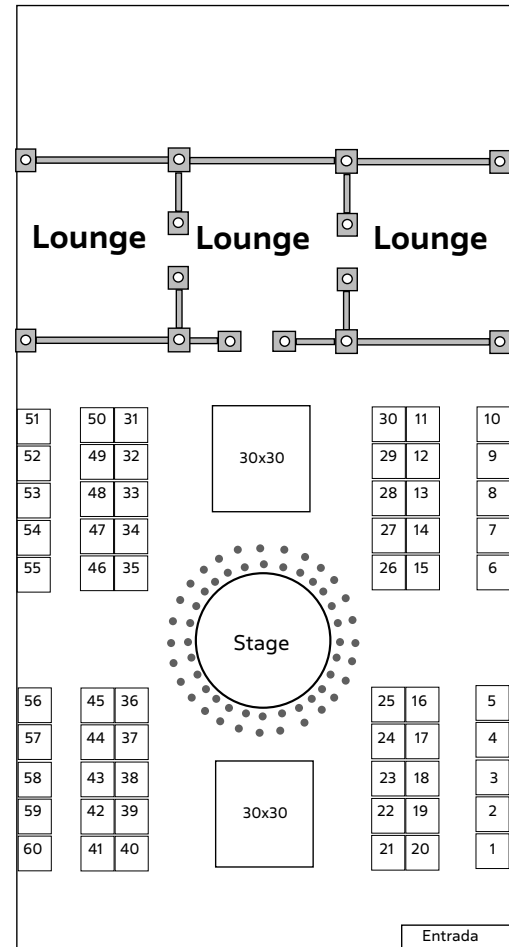 Lounge Lounge Lounge
51 50 31 30 11 10
52 49 32 30x30 29 12 9
53 48 33 28 13 8
54 47 34 27 14 7
55 46 35 26 15 6
Stage
56 45 36 25 16 5
57 44 37 24 17 4
58 43 38 23 18 3
59 42 39 30x30 22 19 2
60 41 40 21 20 1
Entrada